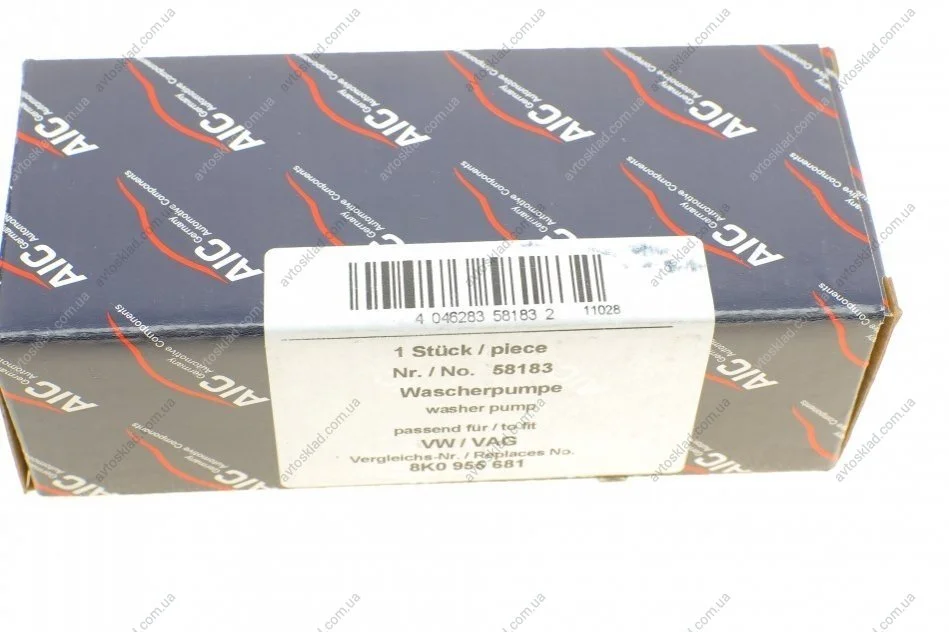 AIC Germany
Automotive Components
4 046283 58183 2
11028
1 Stück / piece
Nr. / No. 58183
Wascherpumpe
washer pump
passend für / to fit
VW / VAG
Vergleichs-Nr. / Replaces No.
8K0 955 681
avtosklad.com.ua